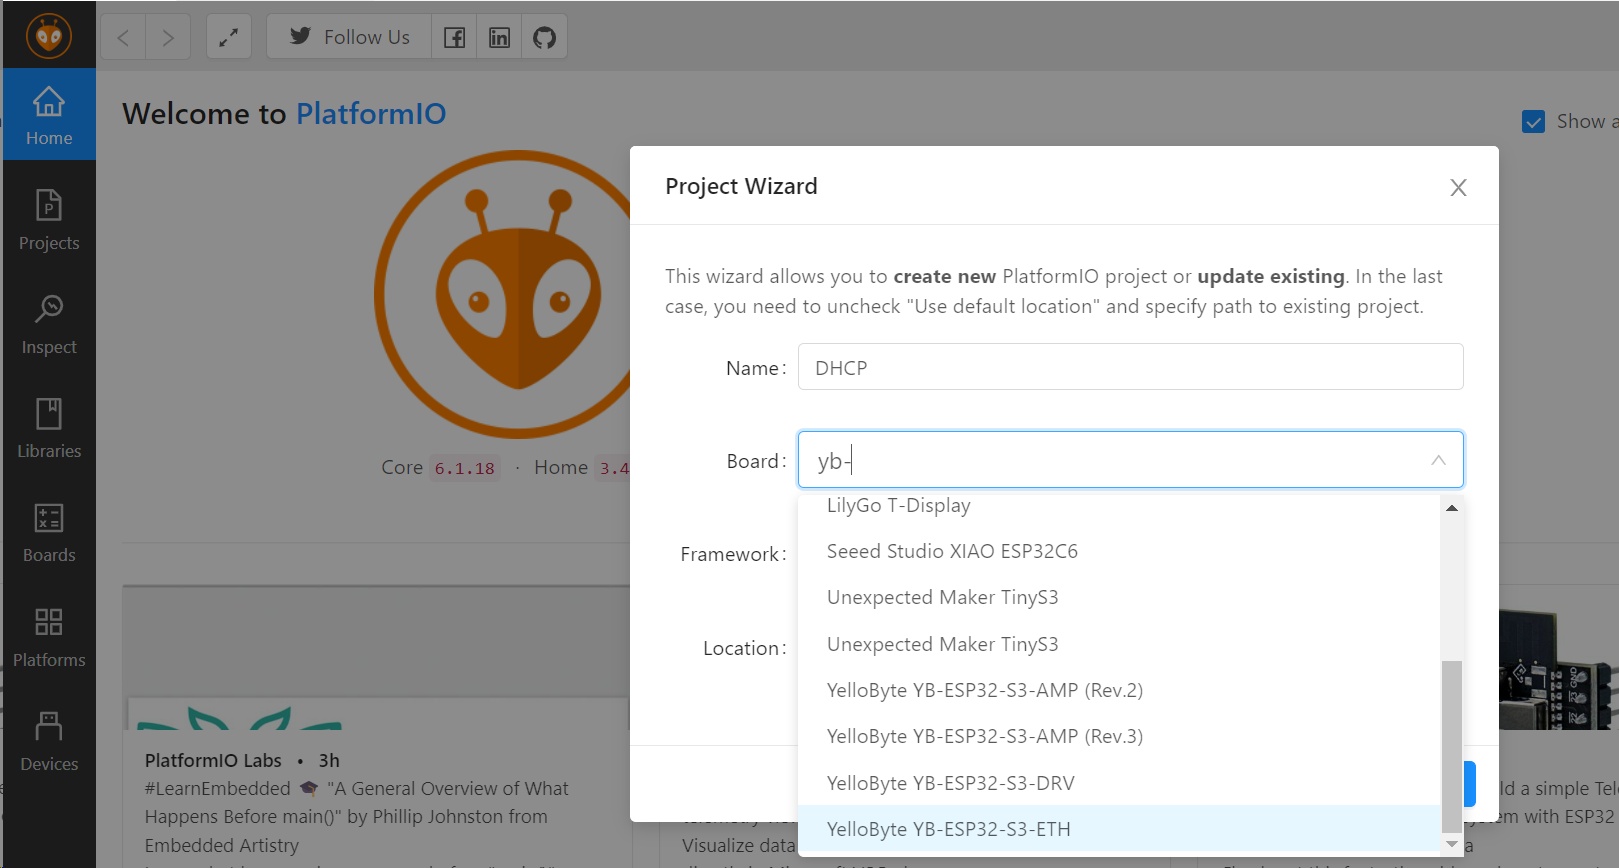 Follow Us
Home
Projects
Inspect
Libraries
Boards
Platforms
Devices
Welcome to PlatformIO
Show a
Core 6.1.18 · Home 3.4
Project Wizard
This wizard allows you to create new PlatformIO project or update existing. In the last
case, you need to uncheck "Use default location" and specify path to existing project.
Name: DHCP
Board: yb-
LilyGo T-Display
Seeed Studio XIAO ESP32C6
Framework:
Unexpected Maker TinyS3
Unexpected Maker TinyS3
Location:
YelloByte YB-ESP32-S3-AMP (Rev.2)
YelloByte YB-ESP32-S3-AMP (Rev.3)
YelloByte YB-ESP32-S3-DRV
YelloByte YB-ESP32-S3-ETH
PlatformIO Labs • 3h
#LearnEmbedded 🎓 "A General Overview of What
Happens Before main()" by Phillip Johnston from
Embedded Artistry
Visualize data
ld a simple Tele
ystem with ESP32
a
GND